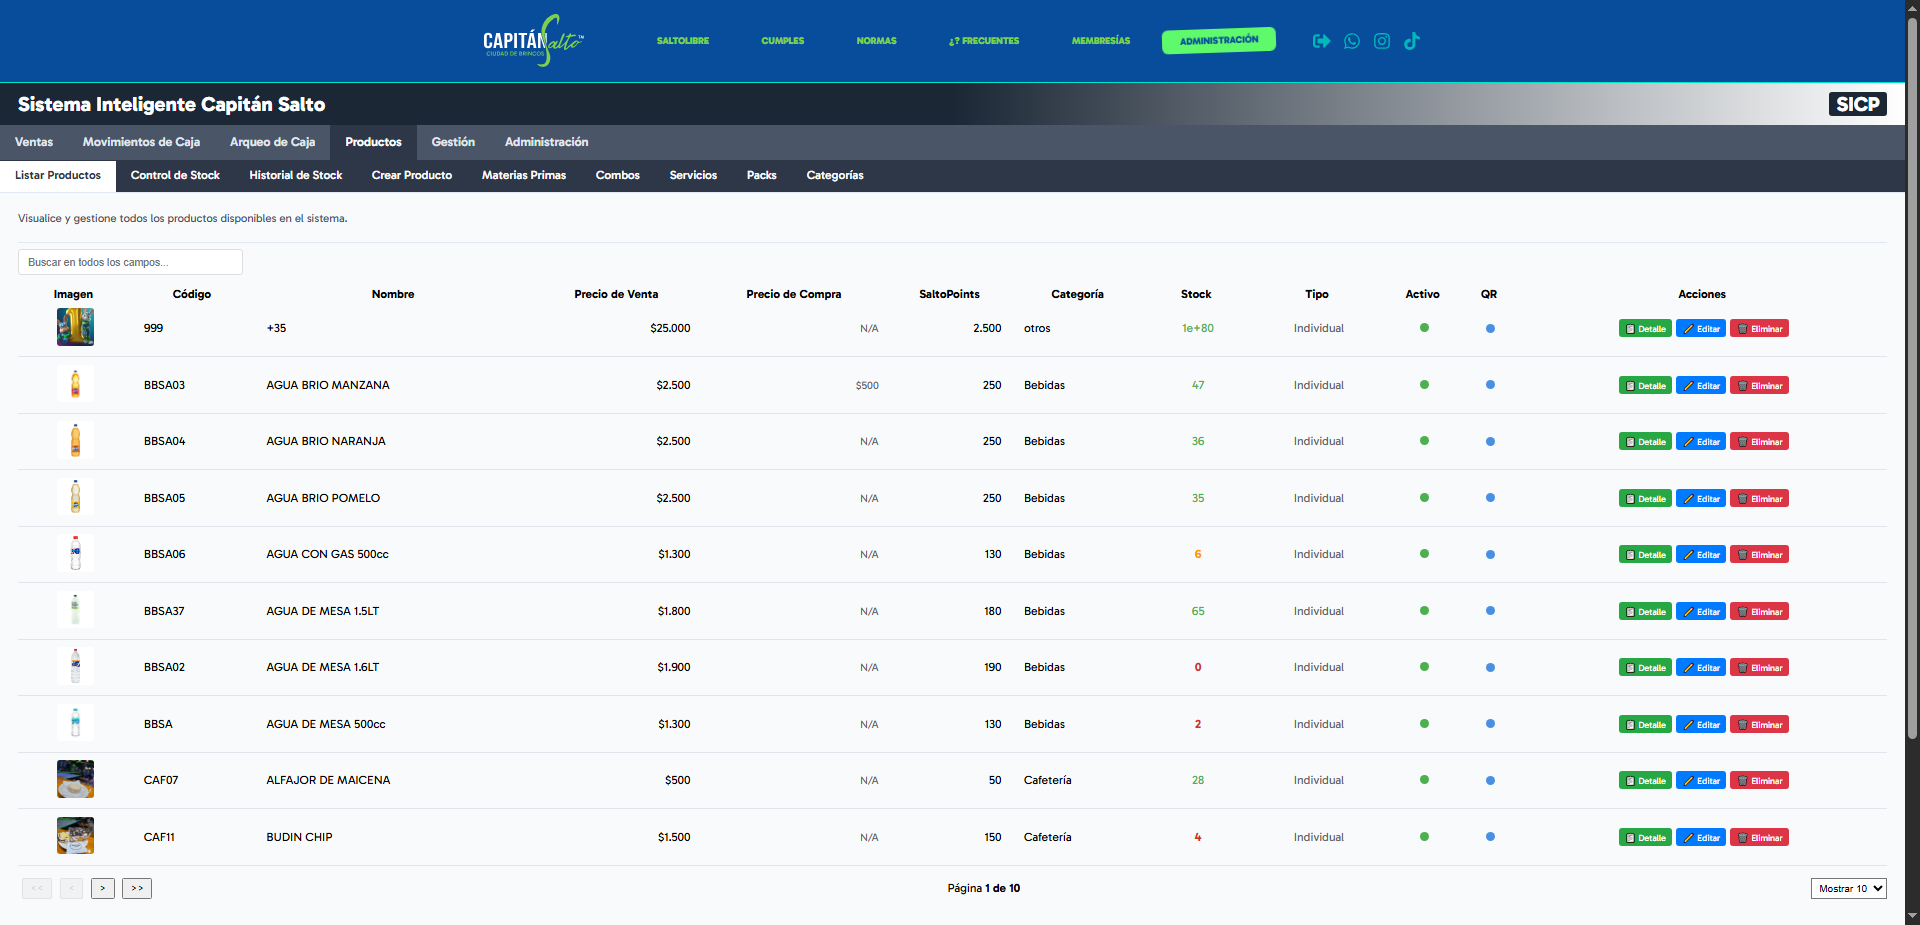 CAPITÁN Salto™
CIUDAD DE BRINCOS
SALTOLIBRE CUMPLES NORMAS ¿? FRECUENTES MEMBRESÍAS ADMINISTRACIÓN
Sistema Inteligente Capitán Salto SICP
Ventas Movimientos de Caja Arqueo de Caja Productos Gestión Administración
Listar Productos Control de Stock Historial de Stock Crear Producto Materias Primas Combos Servicios Packs Categorías
Visualice y gestione todos los productos disponibles en el sistema.
Buscar en todos los campos...
Imagen Código Nombre Precio de Venta Precio de Compra SaltoPoints Categoría Stock Tipo Activo QR Acciones
999 +35 $25.000 N/A 2.500 otros 1e+80 Individual Detalle Editar Eliminar
BBSA03 AGUA BRIO MANZANA $2.500 $500 250 Bebidas 47 Individual Detalle Editar Eliminar
BBSA04 AGUA BRIO NARANJA $2.500 N/A 250 Bebidas 36 Individual Detalle Editar Eliminar
BBSA05 AGUA BRIO POMELO $2.500 N/A 250 Bebidas 35 Individual Detalle Editar Eliminar
BBSA06 AGUA CON GAS 500cc $1.300 N/A 130 Bebidas 6 Individual Detalle Editar Eliminar
BBSA37 AGUA DE MESA 1.5LT $1.800 N/A 180 Bebidas 65 Individual Detalle Editar Eliminar
BBSA02 AGUA DE MESA 1.6LT $1.900 N/A 190 Bebidas 0 Individual Detalle Editar Eliminar
BBSA AGUA DE MESA 500cc $1.300 N/A 130 Bebidas 2 Individual Detalle Editar Eliminar
CAF07 ALFAJOR DE MAICENA $500 N/A 50 Cafetería 28 Individual Detalle Editar Eliminar
CAF11 BUDIN CHIP $1.500 N/A 150 Cafetería 4 Individual Detalle Editar Eliminar
<< < > >> Página 1 de 10 Mostrar 10